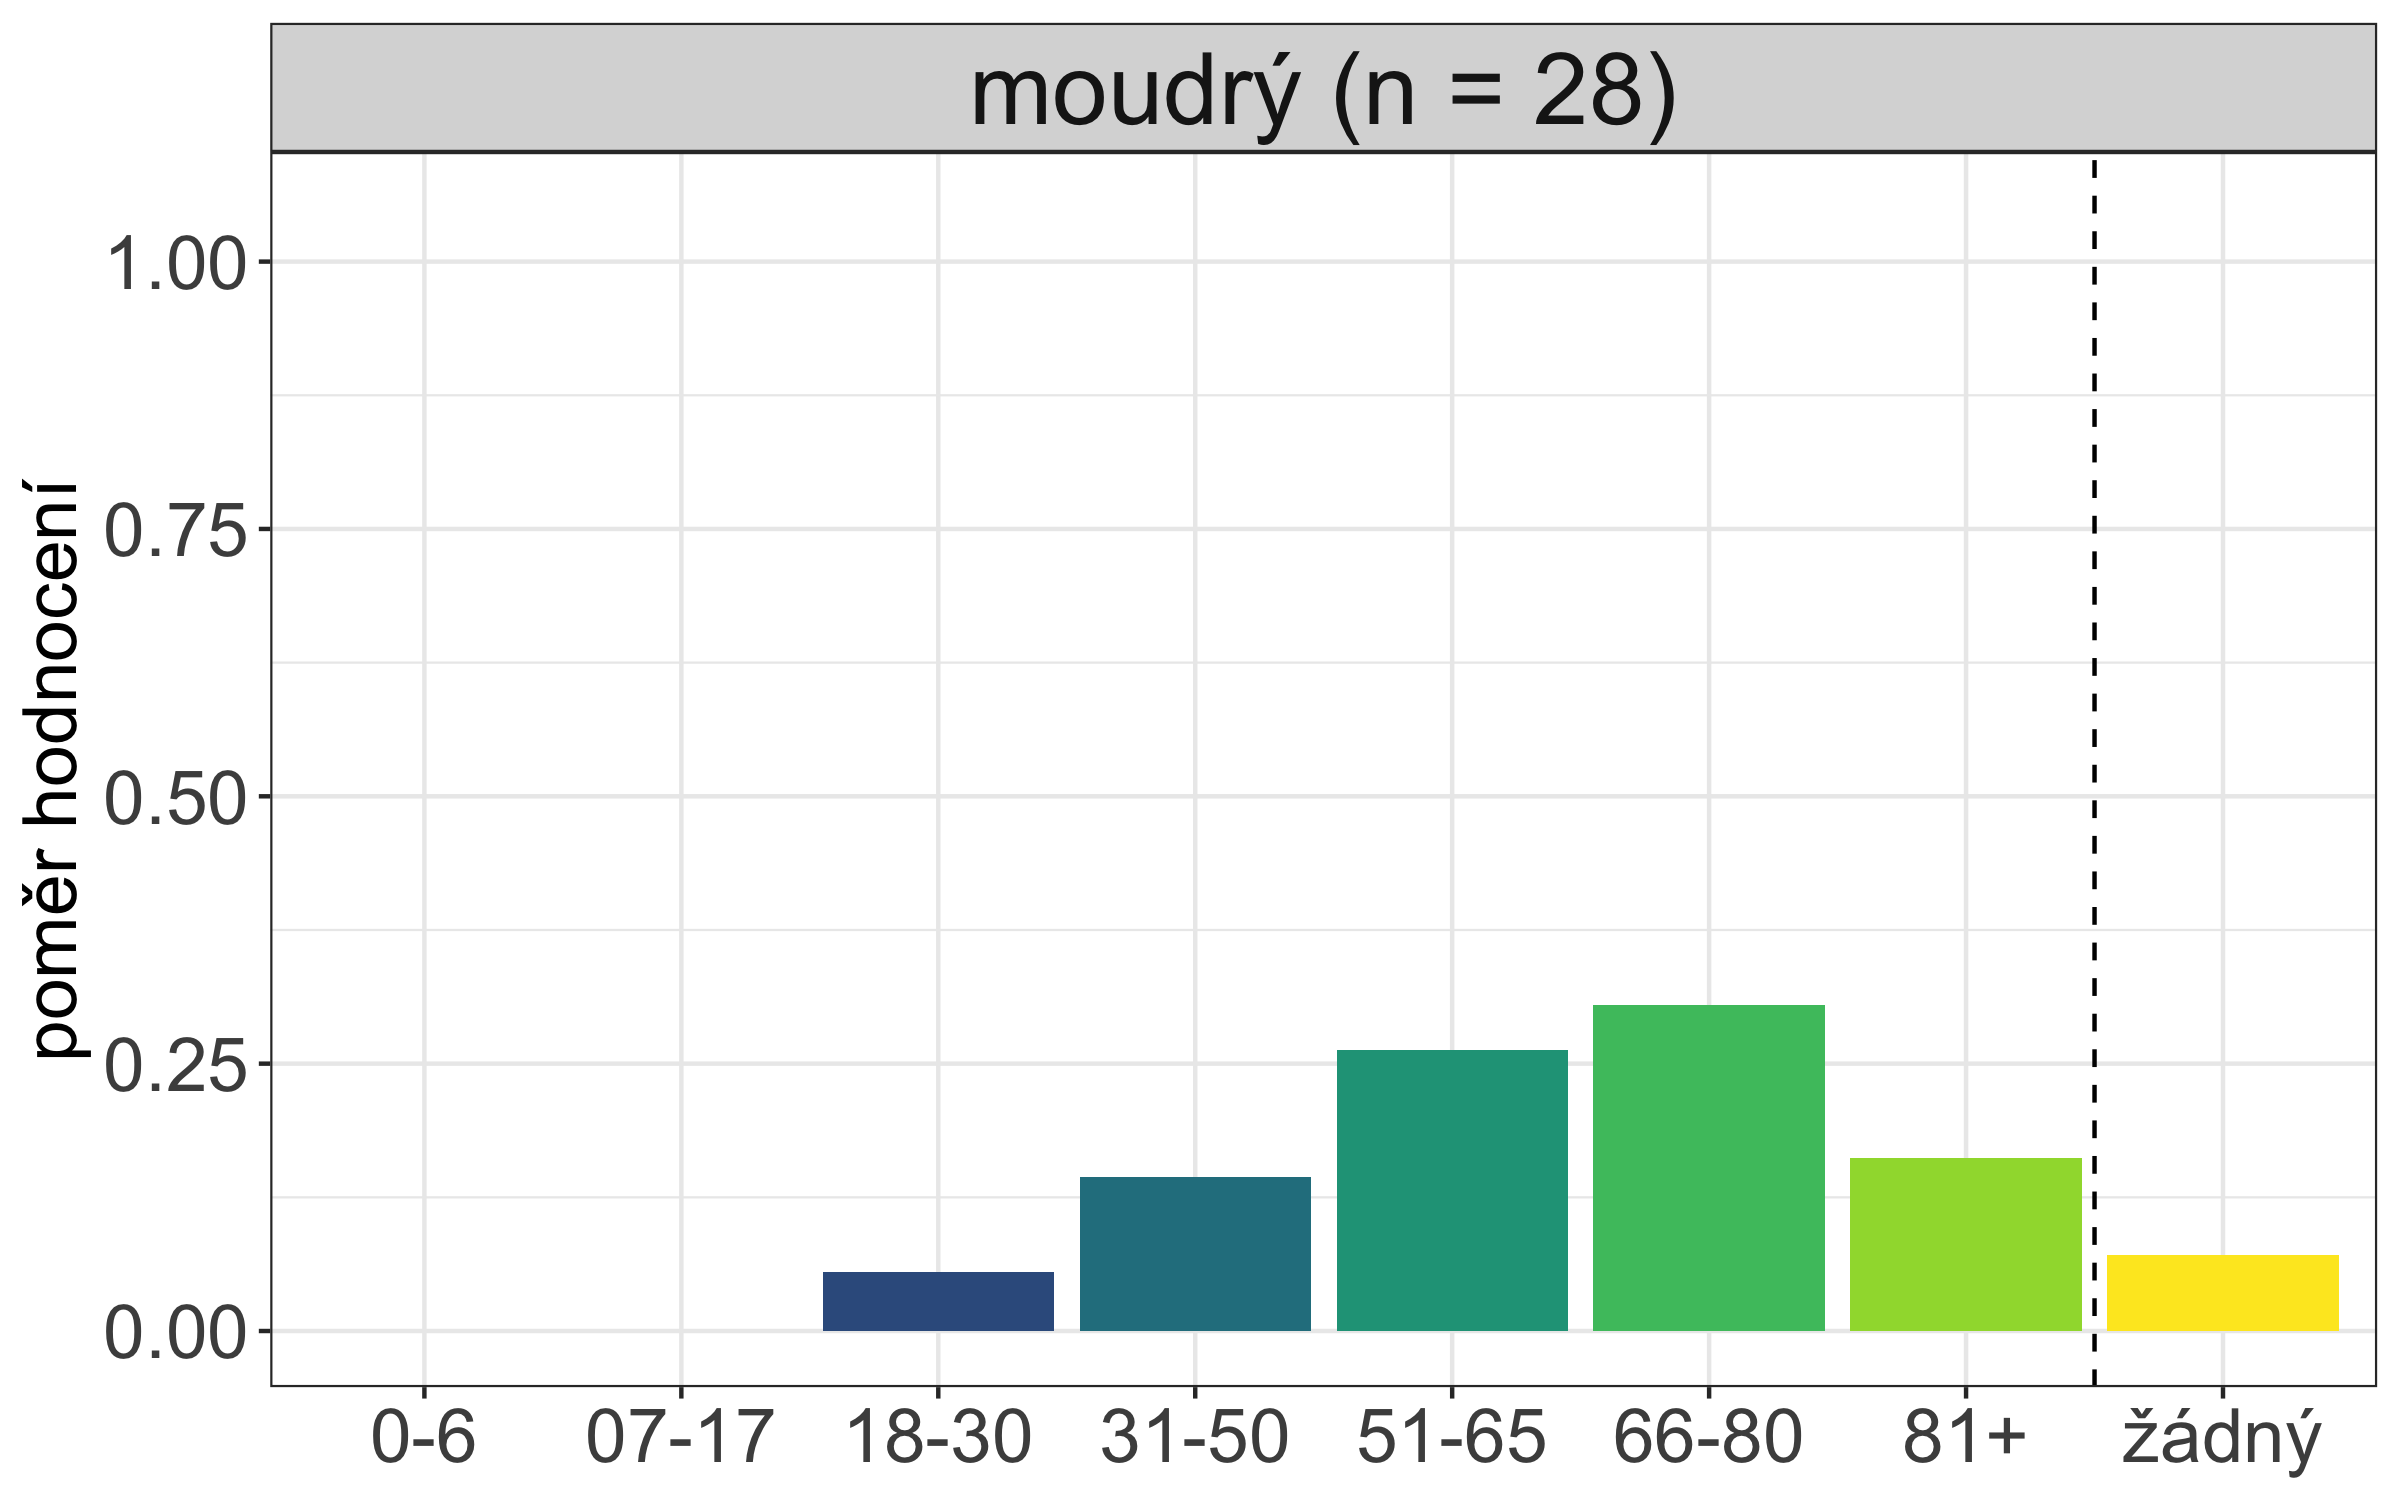 moudrý (n = 28)
poměr hodnocení
1.00
0.75
0.50
0.25
0.00
0-6 07-17 18-30 31-50 51-65 66-80 81+ žádný